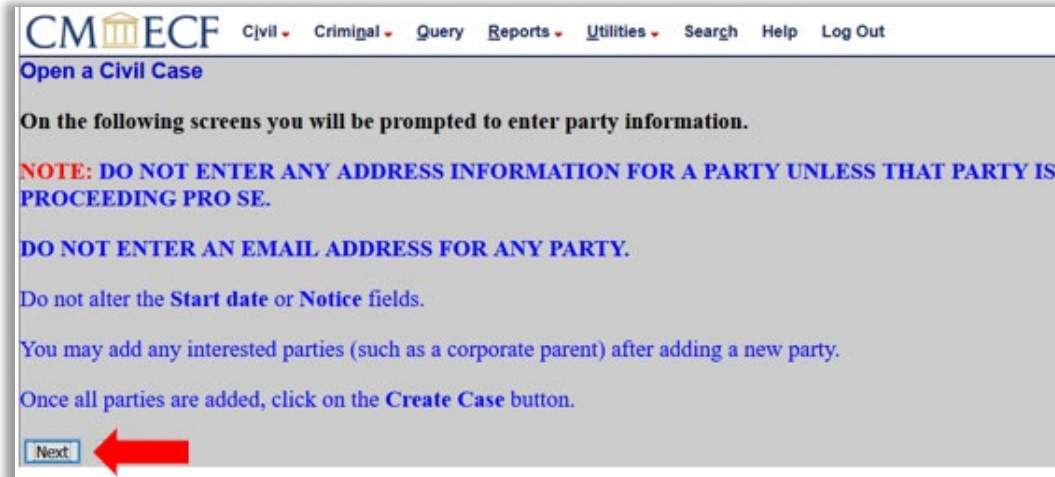 CM ECF Civil Criminal Query Reports Utilities Search Help Log Out
Open a Civil Case
On the following screens you will be prompted to enter party information.
NOTE: DO NOT ENTER ANY ADDRESS INFORMATION FOR A PARTY UNLESS THAT PARTY IS
PROCEEDING PRO SE.
DO NOT ENTER AN EMAIL ADDRESS FOR ANY PARTY.
Do not alter the Start date or Notice fields.
You may add any interested parties (such as a corporate parent) after adding a new party.
Once all parties are added, click on the Create Case button.
Next